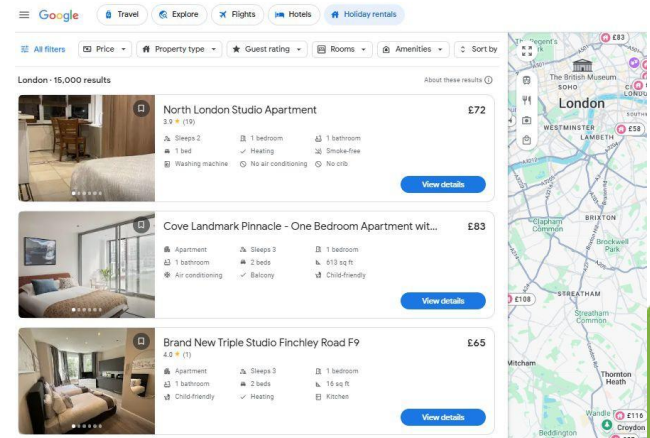 Google
Travel
Explore
Flights
Hotels
Holiday rentals
All filters
Price
Property type
Guest rating
Rooms
Amenities
Sort by
London · 15,000 results
About these results
North London Studio Apartment
£72
3.9 ★ (19)
Sleeps 2
1 bedroom
1 bathroom
1 bed
Heating
Smoke-free
Washing machine
No air conditioning
No crib
View details
Cove Landmark Pinnacle - One Bedroom Apartment wit...
£83
Apartment
Sleeps 3
1 bedroom
1 bathroom
2 beds
613 sq ft
Air conditioning
Balcony
Child-friendly
View details
Brand New Triple Studio Finchley Road F9
£65
4.0 ★ (1)
Apartment
Sleeps 3
1 bedroom
1 bathroom
2 beds
16 sq ft
Child-friendly
Heating
Kitchen
View details
£83
The British Museum
SOHO
London
WESTMINSTER
£58
LAMBETH
Clapham
Common
BRIXTON
Brockwell
Park
STREATHAM
£108
Streatham
Common
Mitcham
Thornton
Heath
Wandle
£116
Croydon
Beddington